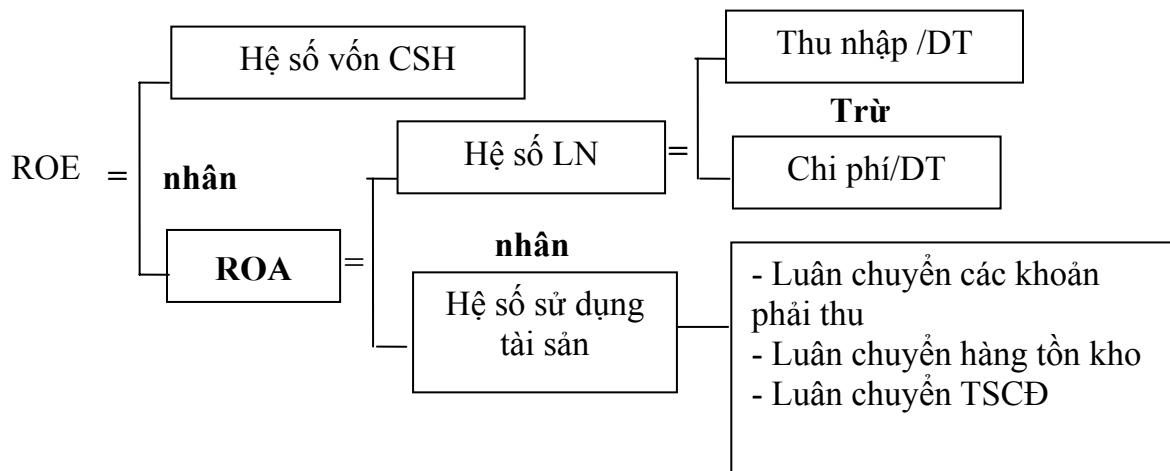 Hệ số vốn CSH
Thu nhập /DT
Trừ
Hệ số LN
=
Chi phí/DT
ROE
=
nhân
ROA
=
nhân
Hệ số sử dụng
tài sản
- Luân chuyển các khoản
phải thu
- Luân chuyển hàng tồn kho
- Luân chuyển TSCĐ